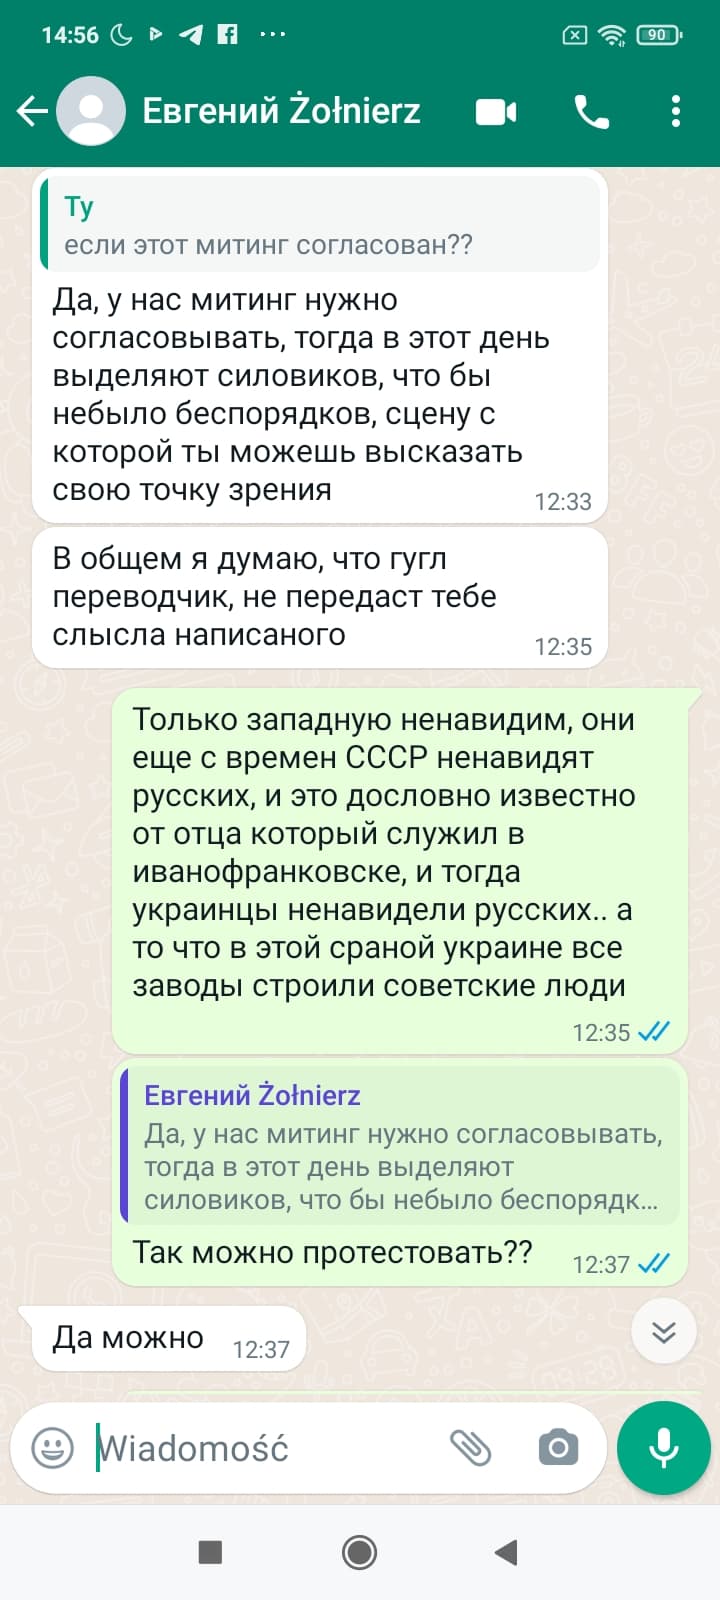 14:56
90
Евгений Żołnierz
Ty
если этот митинг согласован??
Да, у нас митинг нужно
согласовывать, тогда в этот день
выделяют силовиков, что бы
небыло беспорядков, сцену с
которой ты можешь высказать
свою точку зрения
12:33
В общем я думаю, что гугл
переводчик, не передаст тебе
слысла написаного
12:35
Только западную ненавидим, они
еще с времен СССР ненавидят
русских, и это дословно известно
от отца который служил в
иванофранковске, и тогда
украинцы ненавидели русских.. а
то что в этой сраной украине все
заводы строили советские люди
12:35
Евгений Żołnierz
Да, у нас митинг нужно согласовывать,
тогда в этот день выделяют
силовиков, что бы небыло беспорядк...
Так можно протестовать??
12:37
Да можно
12:37
Wiadomość